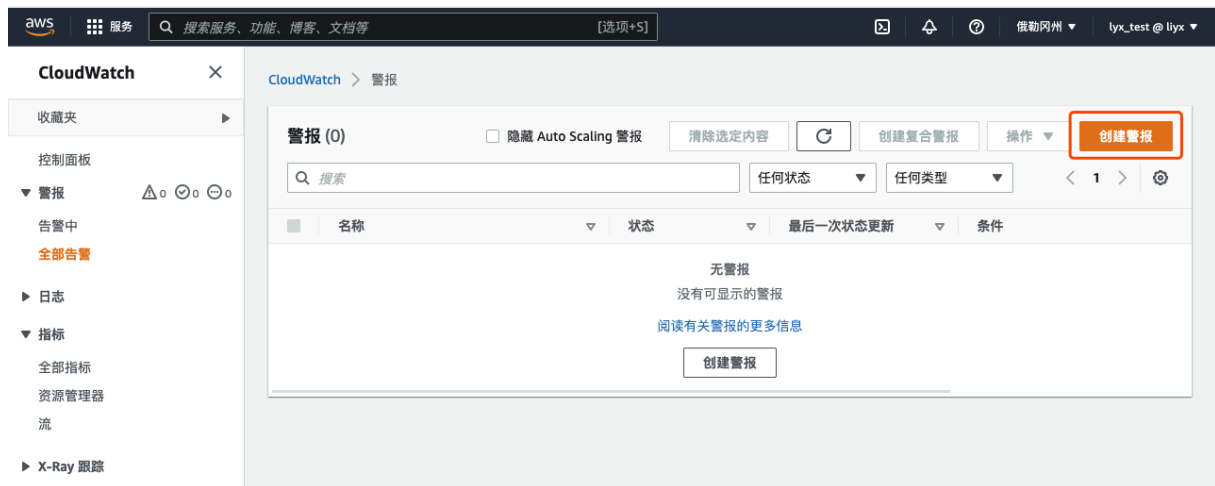 aws 服务 搜索服务、功能、博客、文档等 [选项+S] 俄勒冈州 ▼ lyx_test @ liyx ▼
CloudWatch
收藏夹
控制面板
警报 0 0 0
告警中
全部告警
日志
指标
全部指标
资源管理器
流
X-Ray 跟踪
CloudWatch > 警报
警报 (0) 隐藏 Auto Scaling 警报 清除选定内容 创建复合警报 操作 ▼ 创建警报
搜索 任何状态 ▼ 任何类型 ▼ < 1 >
名称 状态 最后一次状态更新 条件
无警报
没有可显示的警报
阅读有关警报的更多信息
创建警报